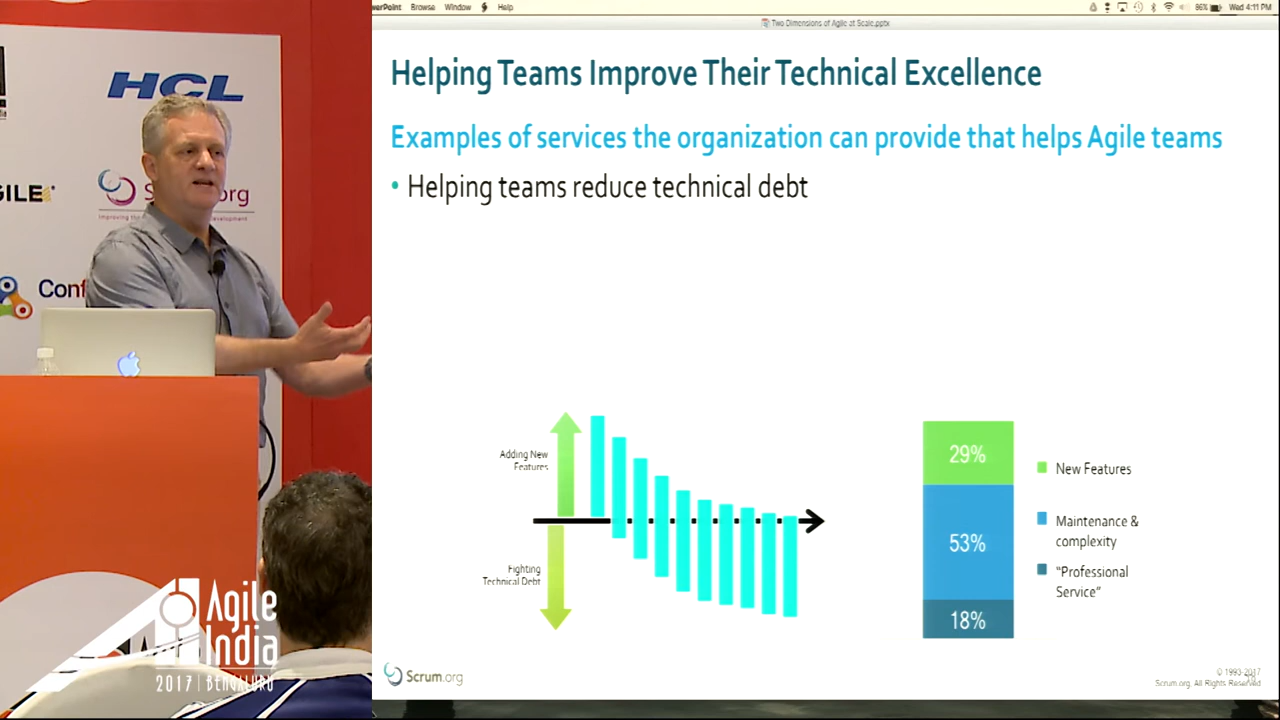 PowerPoint Browse Window Help
86% Wed 4:11 PM
Two Dimensions of Agile at Scale.pptx
Helping Teams Improve Their Technical Excellence
Examples of services the organization can provide that helps Agile teams
• Helping teams reduce technical debt
Adding New
Features
Fighting
Technical Debt
29%
53%
18%
New Features
Maintenance &
complexity
"Professional
Service"
Scrum.org
© 1993-2017
Scrum.org, All Rights Reserved
HCL
Conf
Agile
India
2017 | BENGALURU